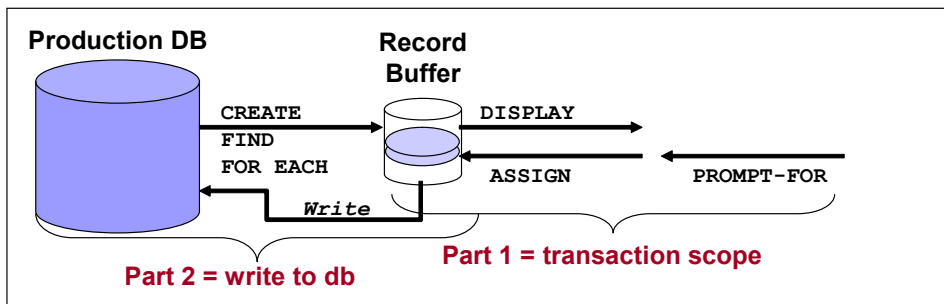 Production DB
Record
Buffer
CREATE
FIND
FOR EACH
DISPLAY
ASSIGN
PROMPT-FOR
Write
Part 1 = transaction scope
Part 2 = write to db